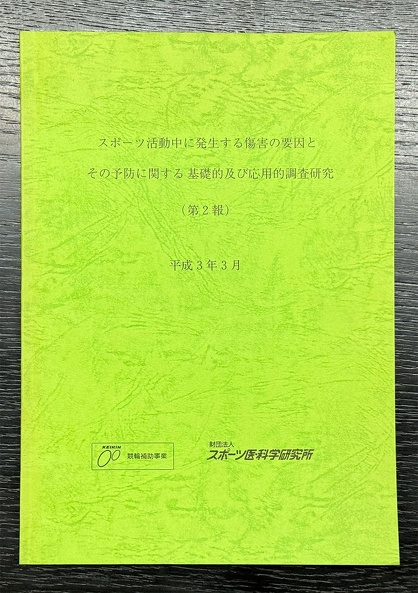 スポーツ活動中に発生する傷害の要因と
その予防に関する 基礎的及び応用的調査研究
（第２報）
平成３年３月
KEIRIN
競輪補助事業
財団法人
スポーツ医・科学研究所